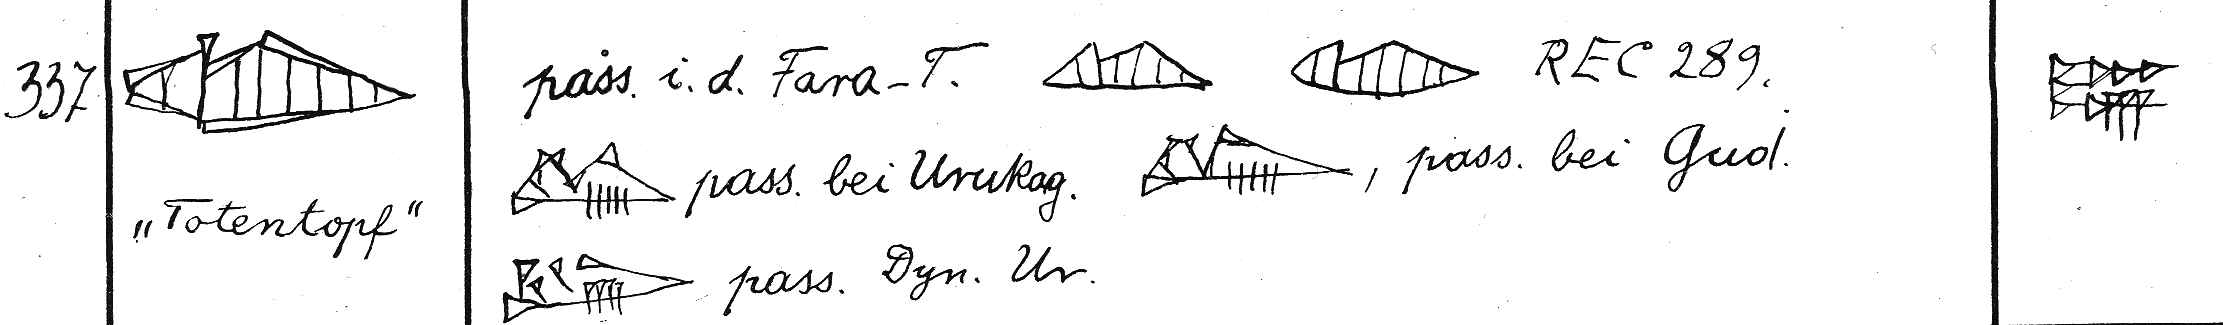 337 pass. i. d. Fara-T. REC 289.
pass. bei Urukag. , pass. bei Gud.
„Totentopf“
pass. Dyn. Ur.